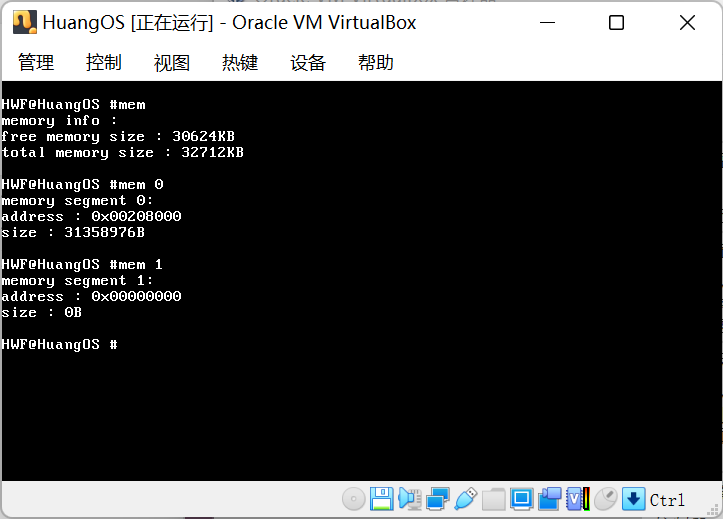 HuangOS [正在运行] - Oracle VM VirtualBox
管理 控制 视图 热键 设备 帮助
HWF@HuangOS #mem
memory info :
free memory size : 30624KB
total memory size : 32712KB
HWF@HuangOS #mem 0
memory segment 0:
address : 0x00208000
size : 31358976B
HWF@HuangOS #mem 1
memory segment 1:
address : 0x00000000
size : 0B
HWF@HuangOS #
Ctrl